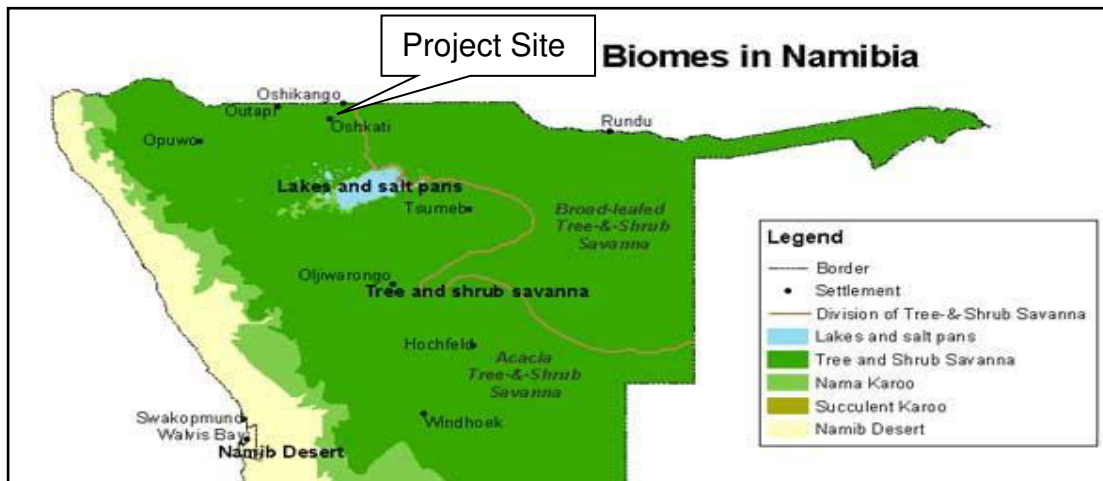 Project Site
Biomes in Namibia
Oshikango
Outapi
Oshkati
Rundu
Opuwo
Lakes and salt pans
Tsumeb
Broad-leafed
Tree-&-Shrub
Savanna
Oljiwarongo
Tree and shrub savanna
Hochfeld
Acacia
Tree-&-Shrub
Savanna
Swakopmund
Windhoek
Walvis Bay
Namib Desert
Legend
Border
Settlement
Division of Tree-&-Shrub Savanna
Lakes and salt pans
Tree and Shrub Savanna
Nama Karoo
Succulent Karoo
Namib Desert